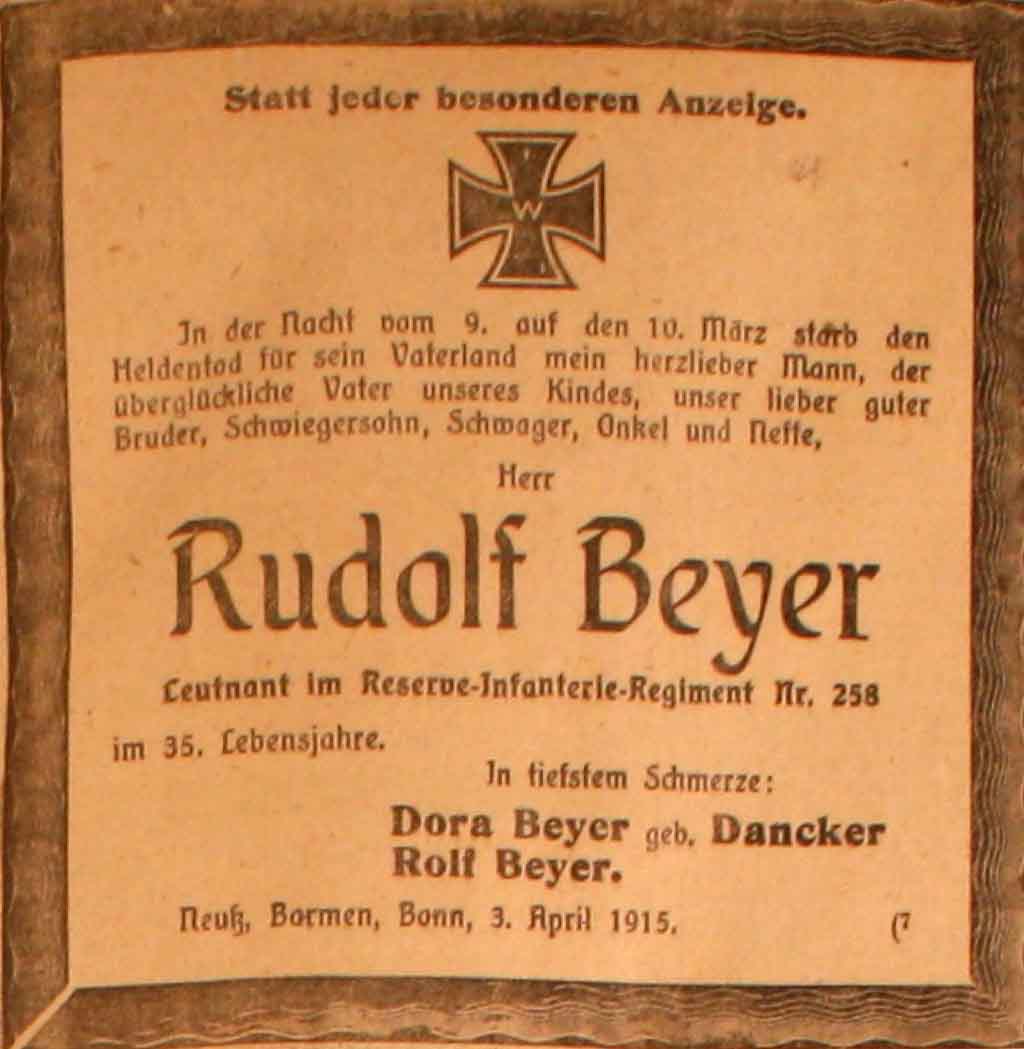 Statt jeder besonderen Anzeige.
W
In der Nacht vom 9. auf den 10. März starb den
Heldentod für sein Vaterland mein herzlieber Mann, der
überglückliche Vater unseres Kindes, unser lieber guter
Bruder, Schwiegersohn, Schwager, Onkel und Neffe,
Herr
Rudolf Beyer
Leutnant im Reserve-Infanterie-Regiment Nr. 258
im 35. Lebensjahre.
In tiefstem Schmerze:
Dora Beyer geb. Dancker
Rolf Beyer.
Neuß, Barmen, Bonn, 3. April 1915. (7